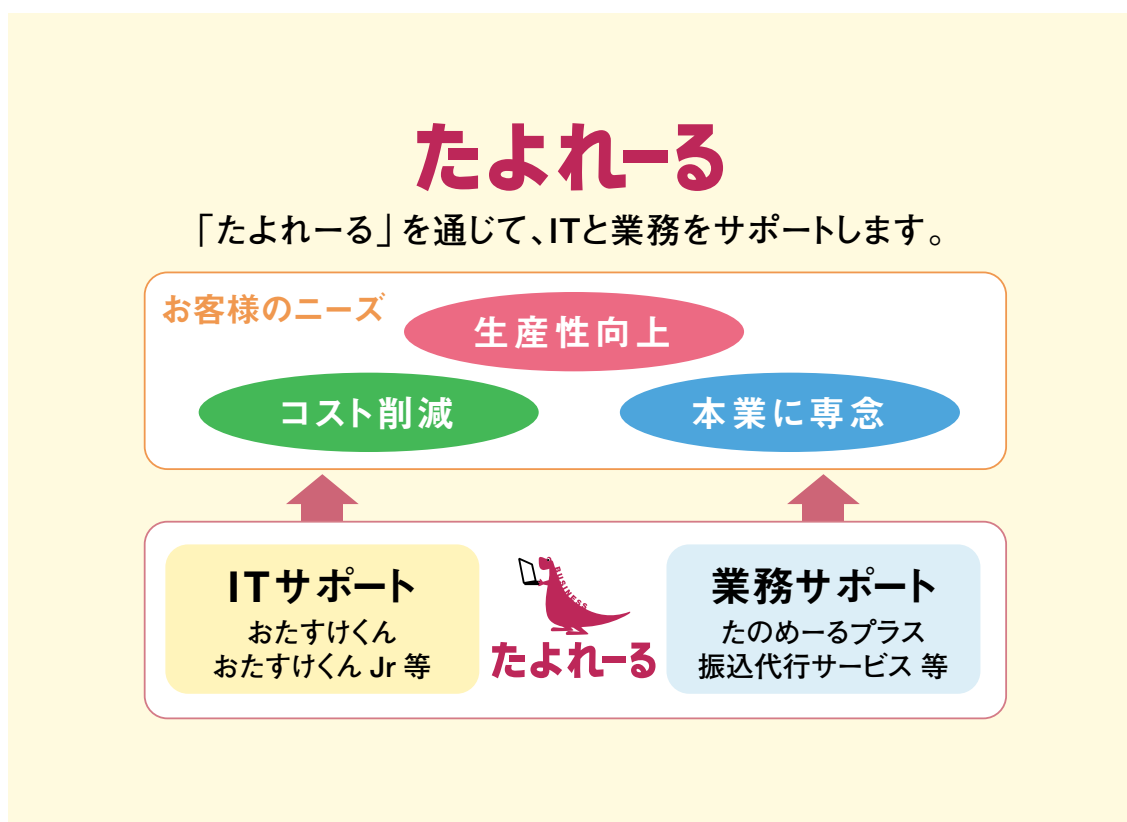 たよれーる
「たよれーる」を通じて、ITと業務をサポートします。
お客様のニーズ
生産性向上
コスト削減
本業に専念
ITサポート
おたすけくん
おたすけくん Jr 等
BUSINESS
たよれーる
業務サポート
たのめーるプラス
振込代行サービス 等